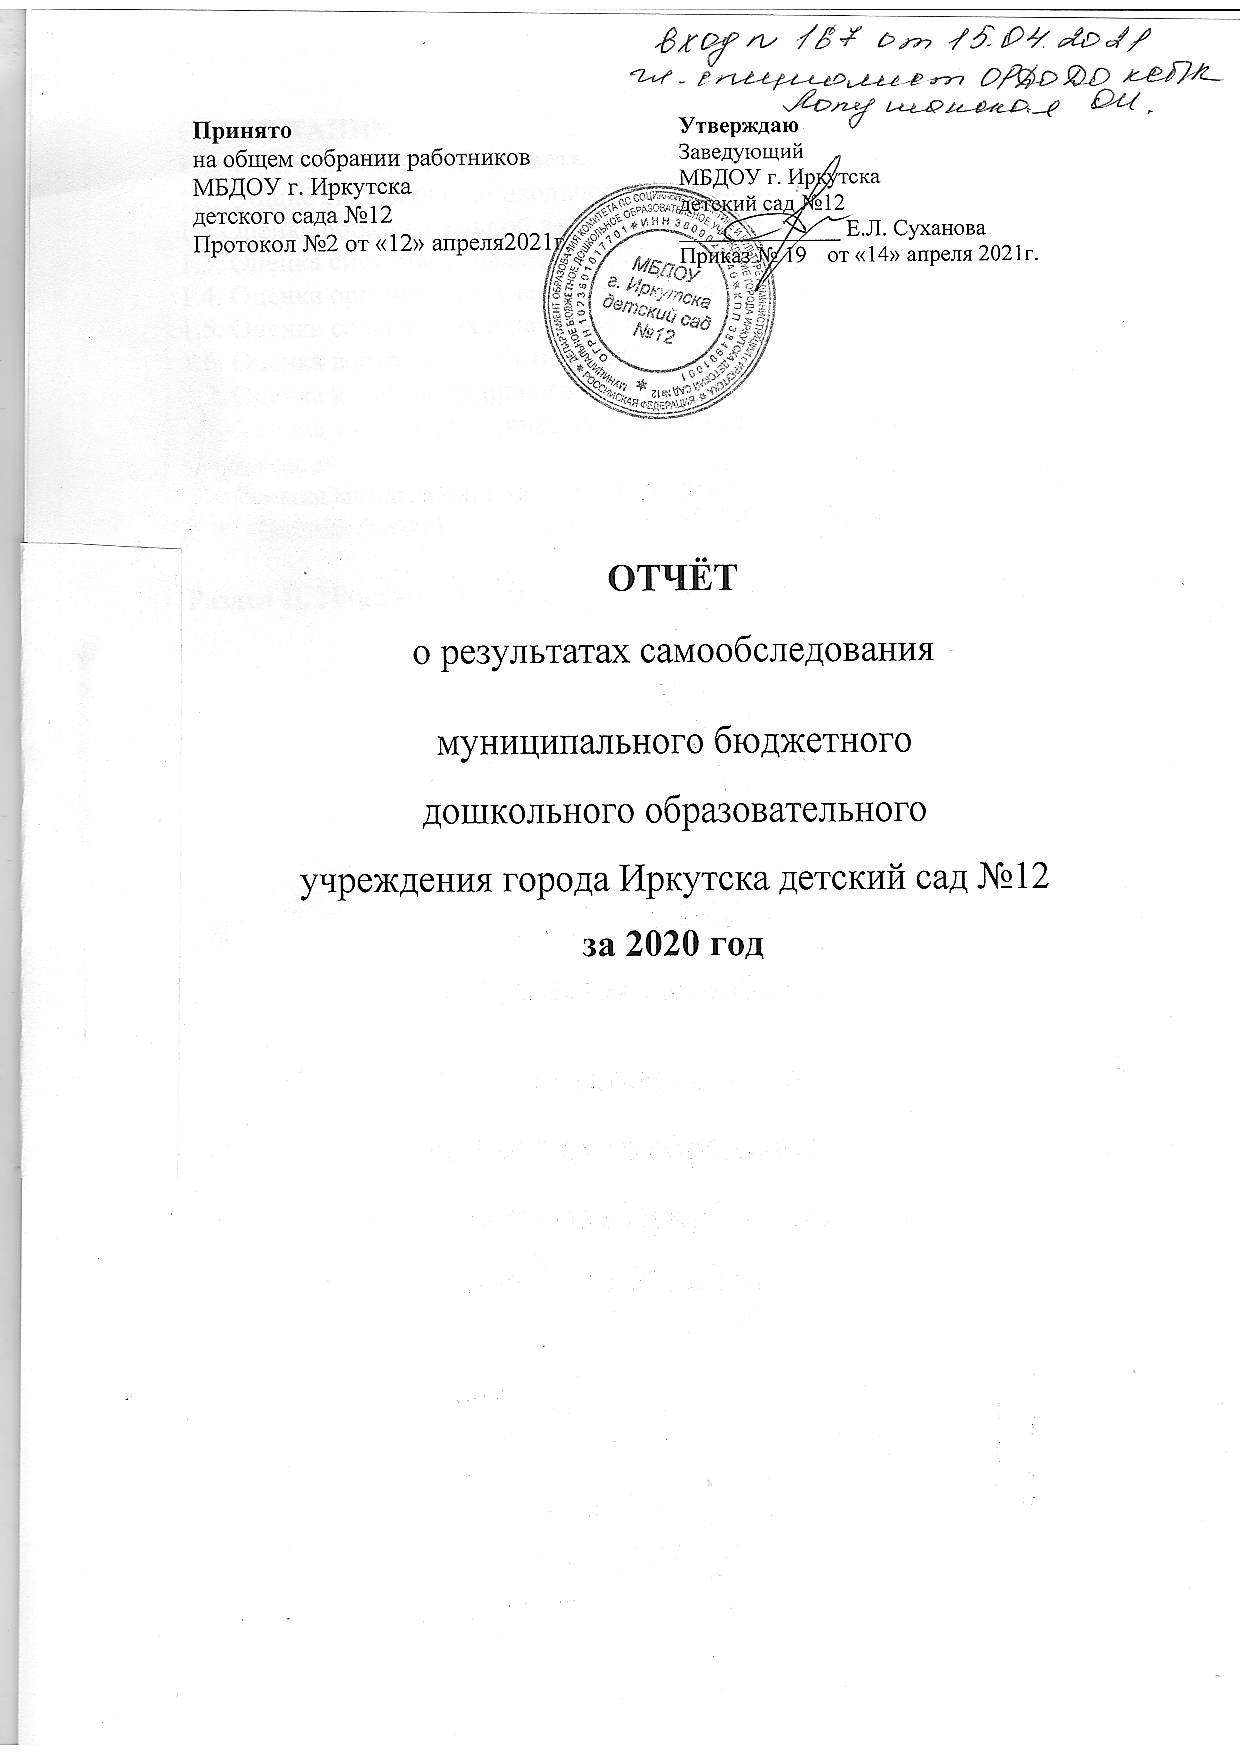 вход № 167 от 15.04.2021
гл. специалист ОРДОДО КСПК
О.И.
Принято
на общем собрании работников
МБДОУ г. Иркутска
детского сада №12
Протокол №2 от «12» апреля2021г
Утверждаю
Заведующий
МБДОУ г. Иркутска
детский сад №12
Е.Л. Суханова
Приказ № 19 от «14» апреля 2021г.
МБДОУ
г. Иркутска
детский сад
№12
ОТЧЁТ
о результатах самообследования
муниципального бюджетного
дошкольного образовательного
учреждения города Иркутска детский сад №12
за 2020 год